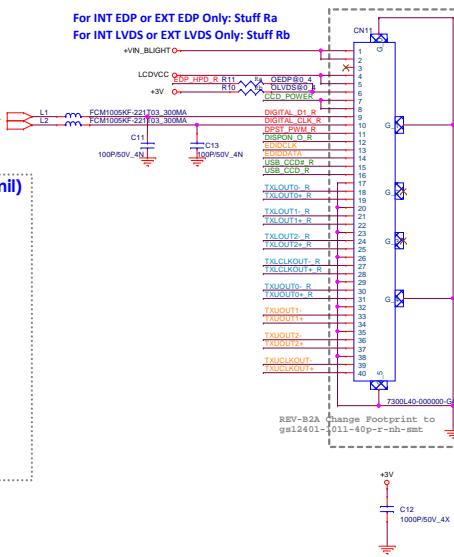 For INT EDP or EXT EDP Only: Stuff Ra
For INT LVDS or EXT LVDS Only: Stuff Rb
CN11
+VIN_BLIGHT
LCDVCC
EDP_HPD_R R11 Ra OEDP@0_4
+3V R10 Rb OLVDS@0_4
CCD_POWER
L1 FCM1005KF-221T03_300MA DIGITAL_D1_R
L2 FCM1005KF-221T03_300MA DIGITAL_CLK_R
DPST_PWM_R
DISPON_O_R
EDIDCLK
EDIDDATA
USB_CCD#_R
USB_CCD_R
C11
100P/50V_4N
C13
100P/50V_4N
mil)
TXLOUT0-_R
TXLOUT0+_R
TXLOUT1-_R
TXLOUT1+_R
TXLOUT2-_R
TXLOUT2+_R
TXLCLKOUT-_R
TXLCLKOUT+_R
TXUOUT0-_R
TXUOUT0+_R
TXUOUT1-
TXUOUT1+
TXUOUT2-
TXUOUT2+
TXUCLKOUT-
TXUCLKOUT+
1
2
3
4
5
6
7
8
9
10
11
12
13
14
15
16
17
18
19
20
21
22
23
24
25
26
27
28
29
30
31
32
33
34
35
36
37
38
39
40
7300L40-000000-G
REV-B2A Change Footprint to
gs12401-1011-40p-r-nh-smt
+3V
C12
1000P/50V_4X